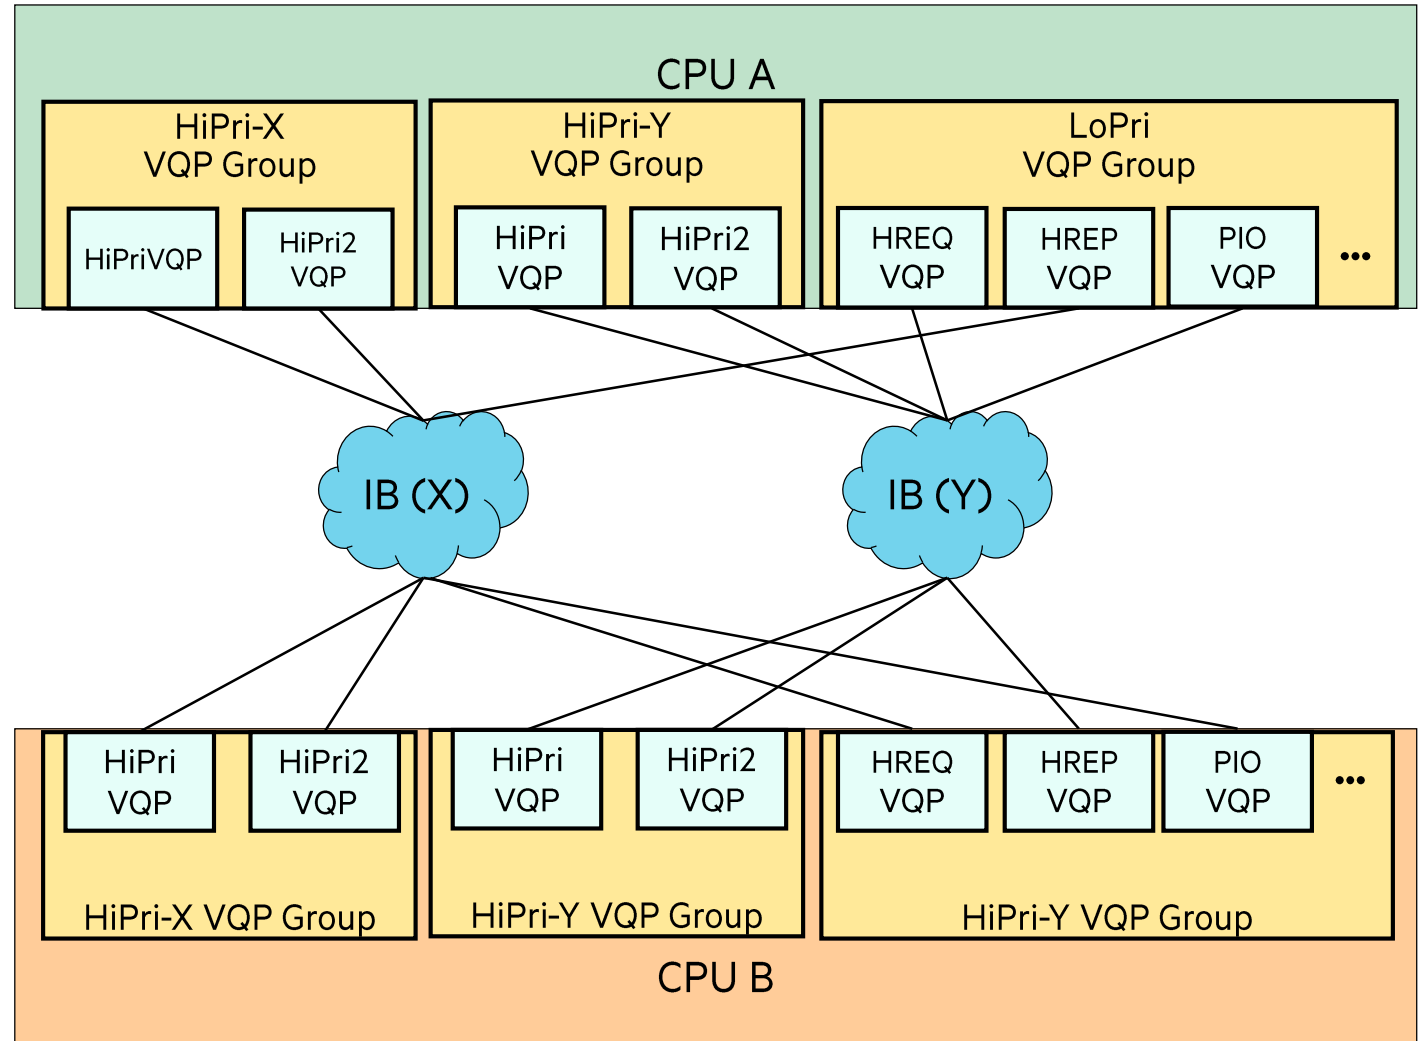 CPU A
HiPri-X
VQP Group
HiPri-Y
VQP Group
LoPri
VQP Group
HiPriVQP
HiPri2
VQP
HiPri
VQP
HiPri2
VQP
HREQ
VQP
HREP
VQP
PIO
VQP
...
IB (X)
IB (Y)
HiPri
VQP
HiPri2
VQP
HiPri
VQP
HiPri2
VQP
HREQ
VQP
HREP
VQP
PIO
VQP
...
HiPri-X VQP Group
HiPri-Y VQP Group
HiPri-Y VQP Group
CPU B